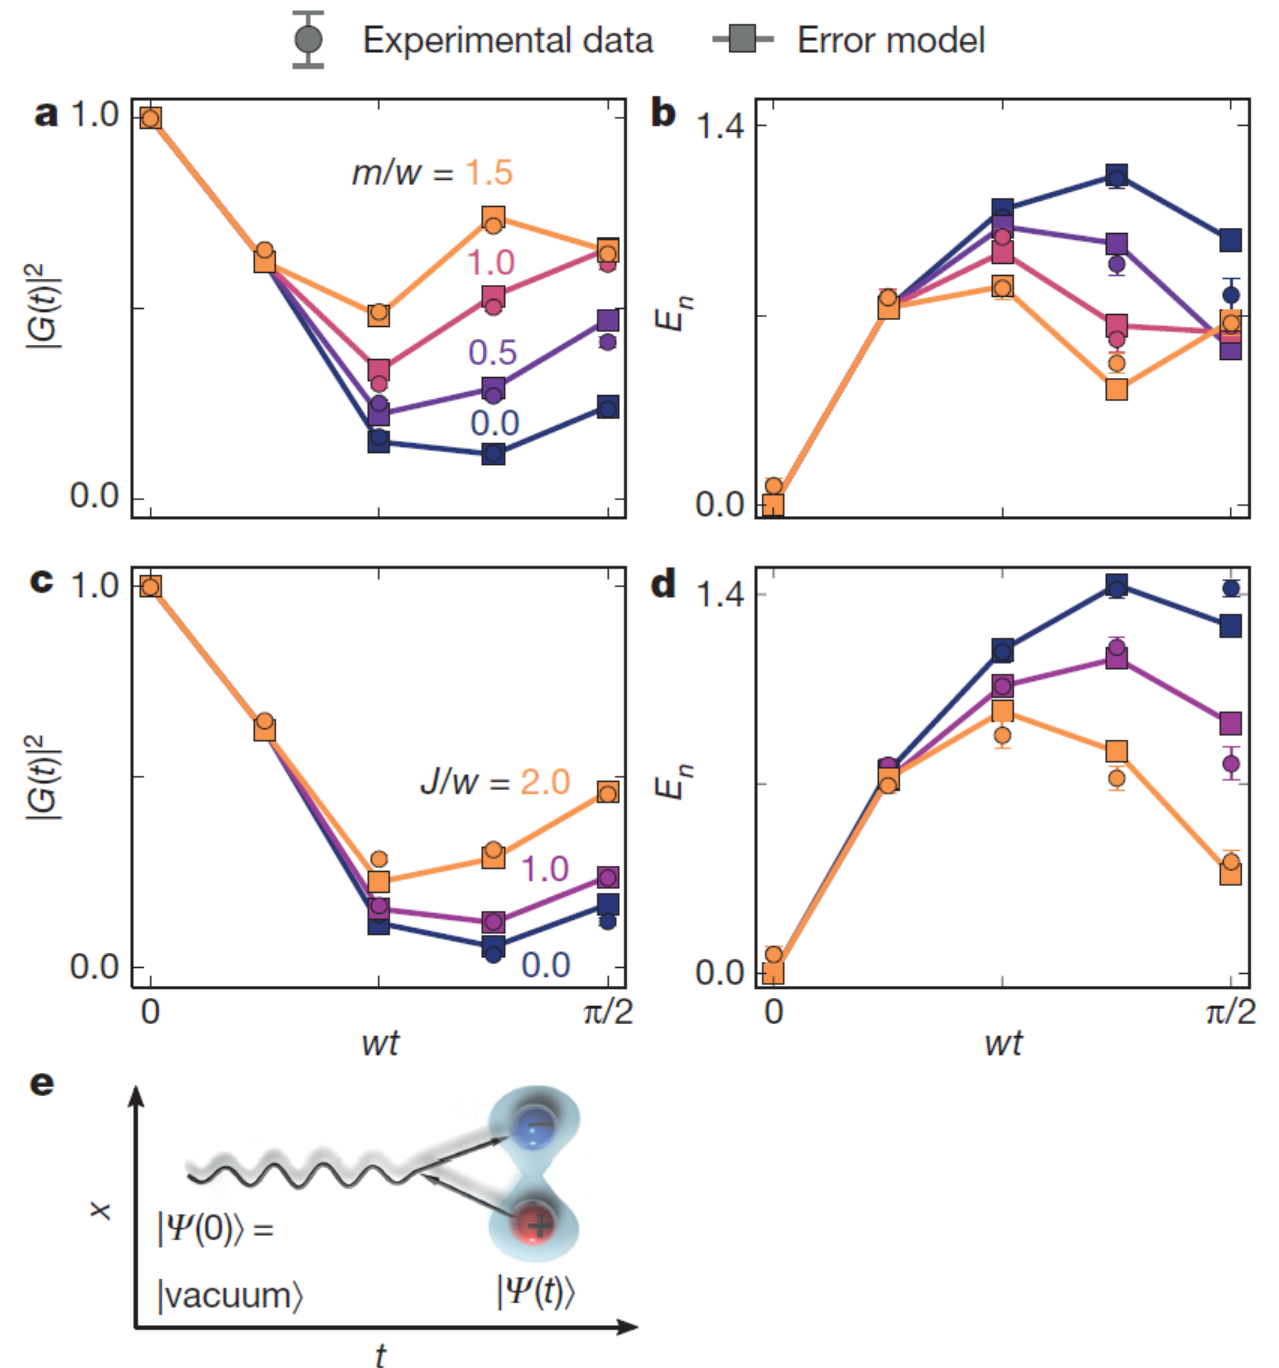 Experimental data Error model
a
1.0
0.0
|G(t)|²
m/w = 1.5
1.0
0.5
0.0
b
1.4
0.0
Eₙ
c
1.0
0.0
|G(t)|²
J/w = 2.0
1.0
0.0
0 π/2
wt
d
1.4
0.0
Eₙ
0 π/2
wt
e
x
|Ψ(0)⟩ =
|vacuum⟩
−
+
|Ψ(t)⟩
t